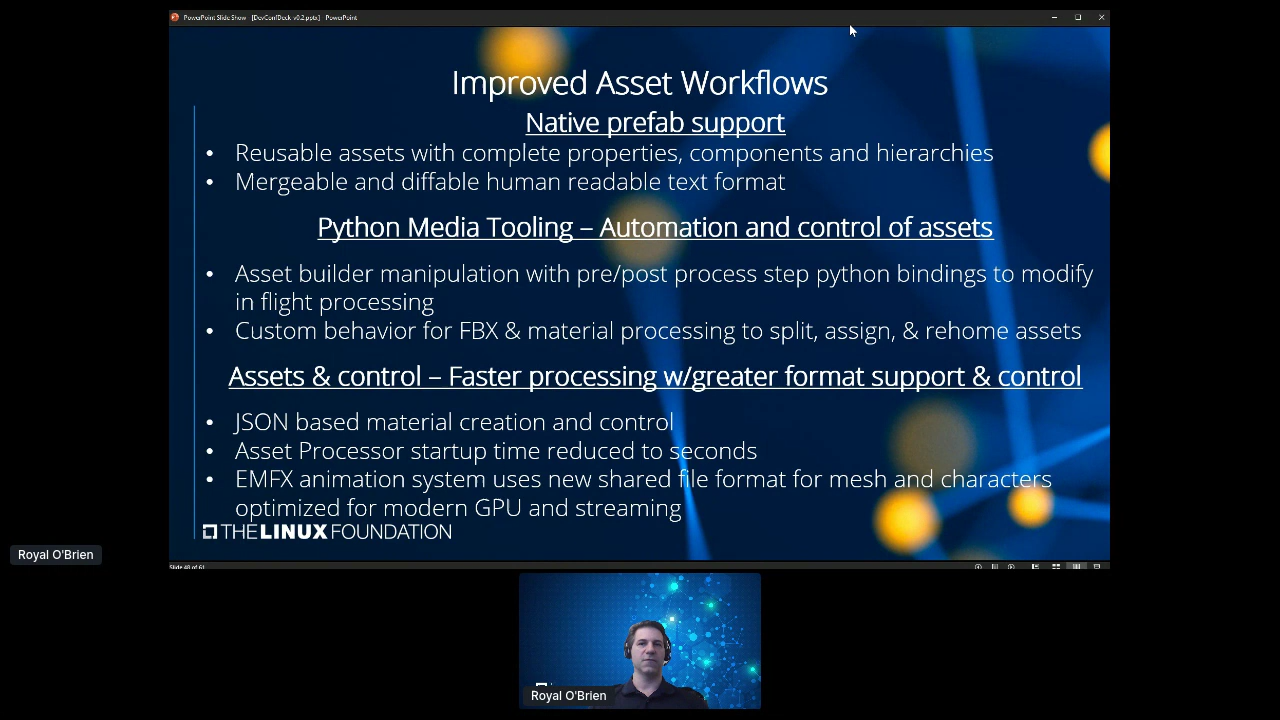 PowerPoint Slide Show - [DevConfDeck-v0.2.pptx] - PowerPoint
Improved Asset Workflows
Native prefab support
• Reusable assets with complete properties, components and hierarchies
• Mergeable and diffable human readable text format
Python Media Tooling – Automation and control of assets
• Asset builder manipulation with pre/post process step python bindings to modify
in flight processing
• Custom behavior for FBX & material processing to split, assign, & rehome assets
Assets & control – Faster processing w/greater format support & control
• JSON based material creation and control
• Asset Processor startup time reduced to seconds
• EMFX animation system uses new shared file format for mesh and characters
optimized for modern GPU and streaming
THE LINUX FOUNDATION
Royal O'Brien
Slide 48 of 61
Royal O'Brien